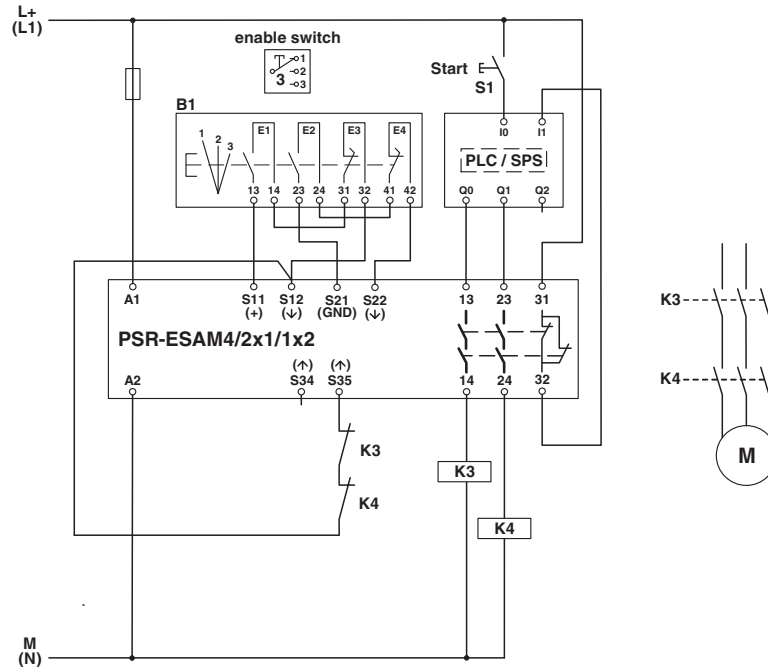 L+
(L1)
enable switch
1
3 2
3
Start
S1
B1
1 2 3
E1 E2 E3 E4
I0 I1
PLC / SPS
13 14 23 24 31 32 41 42
Q0 Q1 Q2
A1 S11 S12 S21 S22 13 23 31
(+) (↓) (GND) (↓)
PSR-ESAM4/2x1/1x2
(↑) (↑)
A2 S34 S35 14 24 32
K3
K4
K3
K4
K3
K4
M
M
(N)